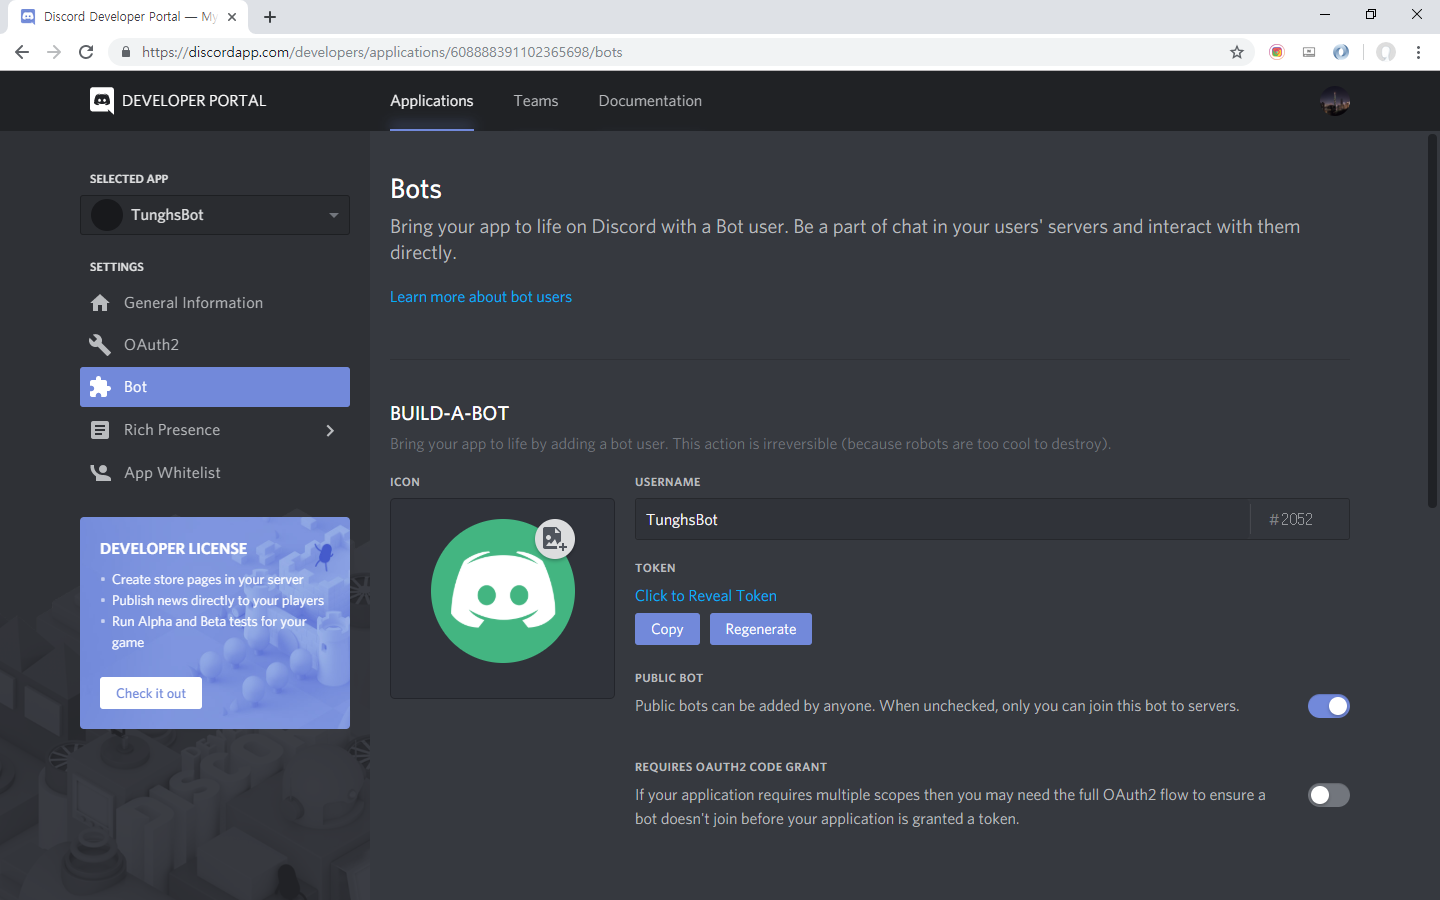 Discord Developer Portal — My
https://discordapp.com/developers/applications/608888391102365698/bots
DEVELOPER PORTAL
Applications
Teams
Documentation
SELECTED APP
TunghsBot
SETTINGS
General Information
OAuth2
Bot
Rich Presence
App Whitelist
DEVELOPER LICENSE
• Create store pages in your server
• Publish news directly to your players
• Run Alpha and Beta tests for your
game
Check it out
Bots
Bring your app to life on Discord with a Bot user. Be a part of chat in your users' servers and interact with them
directly.
Learn more about bot users
BUILD-A-BOT
Bring your app to life by adding a bot user. This action is irreversible (because robots are too cool to destroy).
ICON
USERNAME
TunghsBot
#2052
TOKEN
Click to Reveal Token
Copy
Regenerate
PUBLIC BOT
Public bots can be added by anyone. When unchecked, only you can join this bot to servers.
REQUIRES OAUTH2 CODE GRANT
If your application requires multiple scopes then you may need the full OAuth2 flow to ensure a
bot doesn't join before your application is granted a token.